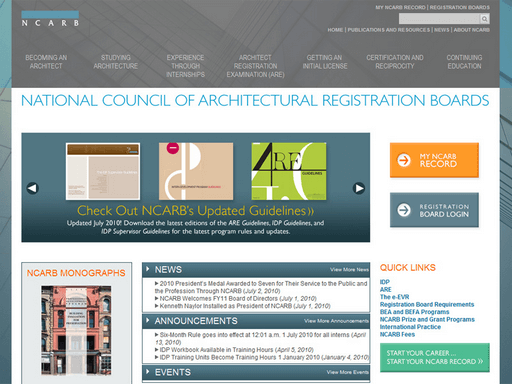 MY NCARB RECORD | REGISTRATION BOARDS
NCARB
SEARCH
HOME | PUBLICATIONS AND RESOURCES | NEWS | ABOUT NCARB
BECOMING AN
ARCHITECT
STUDYING
ARCHITECTURE
EXPERIENCE
THROUGH
INTERNSHIPS
ARCHITECT
REGISTRATION
EXAMINATION (ARE)
GETTING AN
INITIAL LICENSE
CERTIFICATION AND
RECIPROCITY
CONTINUING
EDUCATION
NATIONAL COUNCIL OF ARCHITECTURAL REGISTRATION BOARDS
ARE
GUIDELINES
Check Out NCARB's Updated Guidelines »
Updated July 2010! Download the latest editions of the ARE Guidelines, IDP Guidelines, and
IDP Supervisor Guidelines for the latest program rules and updates.
MY NCARB
RECORD
REGISTRATION
BOARD LOGIN
NCARB MONOGRAPHS
NEWS
View More News
2010 President's Medal Awarded to Seven for Their Service to the Public and
the Profession Through NCARB (July 2, 2010)
NCARB Welcomes FY11 Board of Directors (July 1, 2010)
Kenneth Naylor Installed as President of NCARB (July 1, 2010)
ANNOUNCEMENTS
View More Announcements
Six-Month Rule goes into effect at 12:01 a.m. 1 July 2010 for all interns (April
13, 2010)
IDP Workbook Available in Training Hours (April 5, 2010)
IDP Training Units Become Training Hours 1 January 2010 (January 4, 2010)
EVENTS
View More Events
QUICK LINKS
IDP
ARE
The e-EVR
Registration Board Requirements
BEA and BEFA Programs
NCARB Prize and Grant Programs
International Practice
NCARB Fees
START YOUR CAREER...
START YOUR NCARB RECORD